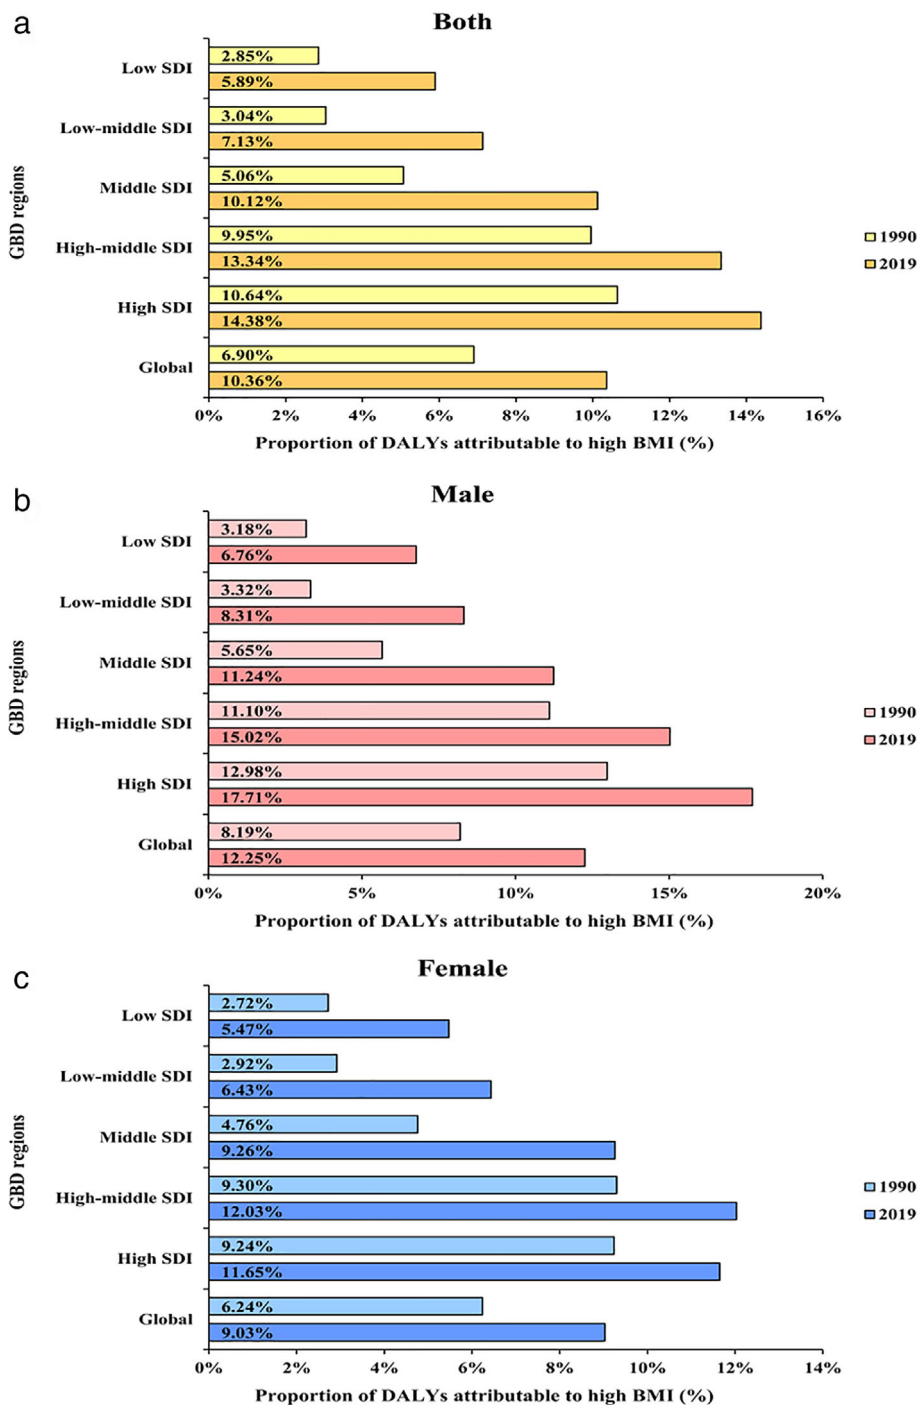 a
Both
Low SDI
2.85%
5.89%
Low-middle SDI
3.04%
7.13%
Middle SDI
5.06%
10.12%
High-middle SDI
9.95%
13.34%
High SDI
10.64%
14.38%
Global
6.90%
10.36%
GBD regions
1990
2019
0% 2% 4% 6% 8% 10% 12% 14% 16%
Proportion of DALYs attributable to high BMI (%)
b
Male
Low SDI
3.18%
6.76%
Low-middle SDI
3.32%
8.31%
Middle SDI
5.65%
11.24%
High-middle SDI
11.10%
15.02%
High SDI
12.98%
17.71%
Global
8.19%
12.25%
GBD regions
1990
2019
0% 5% 10% 15% 20%
Proportion of DALYs attributable to high BMI (%)
c
Female
Low SDI
2.72%
5.47%
Low-middle SDI
2.92%
6.43%
Middle SDI
4.76%
9.26%
High-middle SDI
9.30%
12.03%
High SDI
9.24%
11.65%
Global
6.24%
9.03%
GBD regions
1990
2019
0% 2% 4% 6% 8% 10% 12% 14%
Proportion of DALYs attributable to high BMI (%)